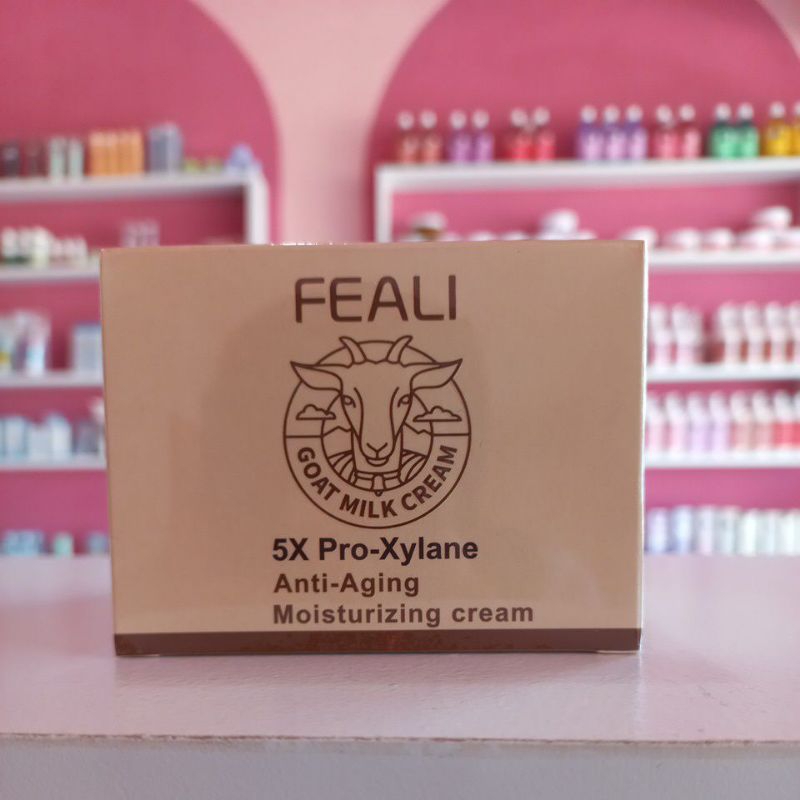 FEALI
GOAT MILK CREAM
5X Pro-Xylane
Anti-Aging
Moisturizing cream